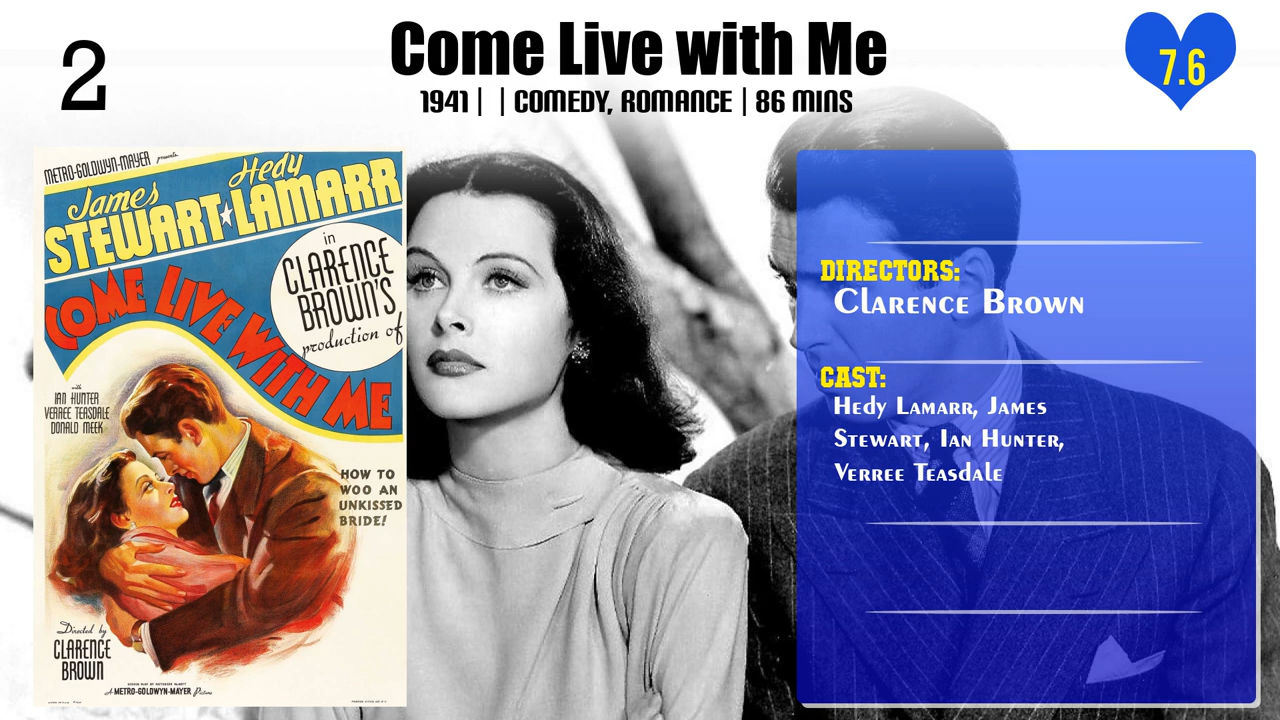 2
Come Live with Me
7.6
1941 | | COMEDY, ROMANCE | 86 MINS
METRO-GOLDWYN-MAYER presents
James Hedy
STEWART ★ LAMARR
in
CLARENCE
BROWN'S
production of
COME LIVE WITH ME
with
IAN HUNTER
VERREE TEASDALE
DONALD MEEK
HOW TO
WOO AN
UNKISSED
BRIDE!
Directed by
CLARENCE
BROWN
A METRO-GOLDWYN-MAYER Picture
DIRECTORS:
Clarence Brown
CAST:
Hedy Lamarr, James
Stewart, Ian Hunter,
Verree Teasdale